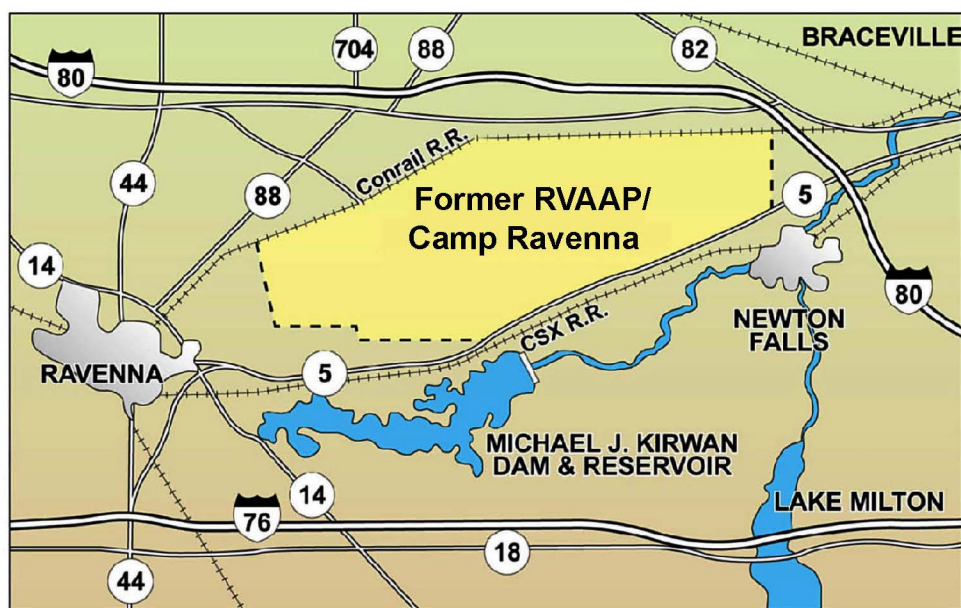 704
88
82
BRACEVILLE
80
44
88
Conrail R.R.
Former RVAAP/
Camp Ravenna
5
14
80
NEWTON
FALLS
CSX R.R.
RAVENNA
5
MICHAEL J. KIRWAN
DAM & RESERVOIR
14
76
LAKE MILTON
18
44